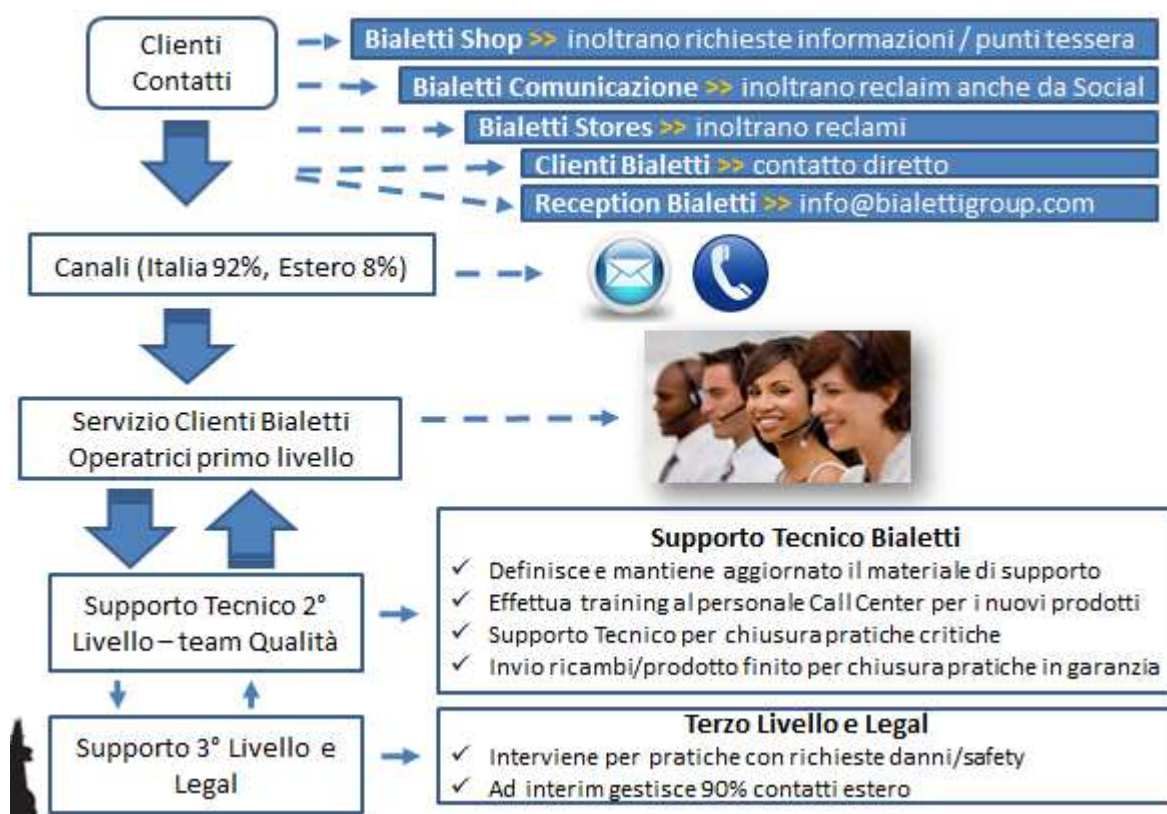 Clienti
Contatti
Bialetti Shop >> inoltrano richieste informazioni / punti tessera
Bialetti Comunicazione >> inoltrano reclaim anche da Social
Bialetti Stores >> inoltrano reclami
Clienti Bialetti >> contatto diretto
Reception Bialetti >> info@bialettigroup.com
Canali (Italia 92%, Estero 8%)
Servizio Clienti Bialetti
Operatrici primo livello
Supporto Tecnico 2°
Livello – team Qualità
Supporto Tecnico Bialetti
✓ Definisce e mantiene aggiornato il materiale di supporto
✓ Effettua training al personale Call Center per i nuovi prodotti
✓ Supporto Tecnico per chiusura pratiche critiche
✓ Invio ricambi/prodotto finito per chiusura pratiche in garanzia
Supporto 3° Livello e
Legal
Terzo Livello e Legal
✓ Interviene per pratiche con richieste danni/safety
✓ Ad interim gestisce 90% contatti estero